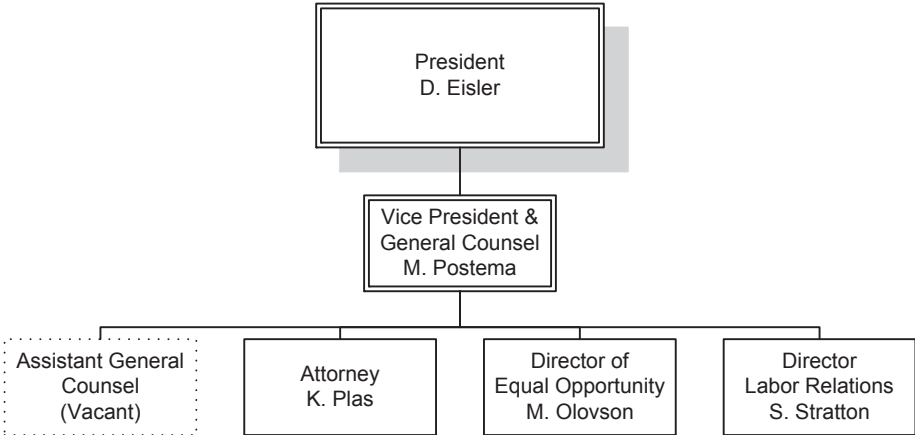 President
D. Eisler
Vice President &
General Counsel
M. Postema
Assistant General
Counsel
(Vacant)
Attorney
K. Plas
Director of
Equal Opportunity
M. Olovson
Director
Labor Relations
S. Stratton